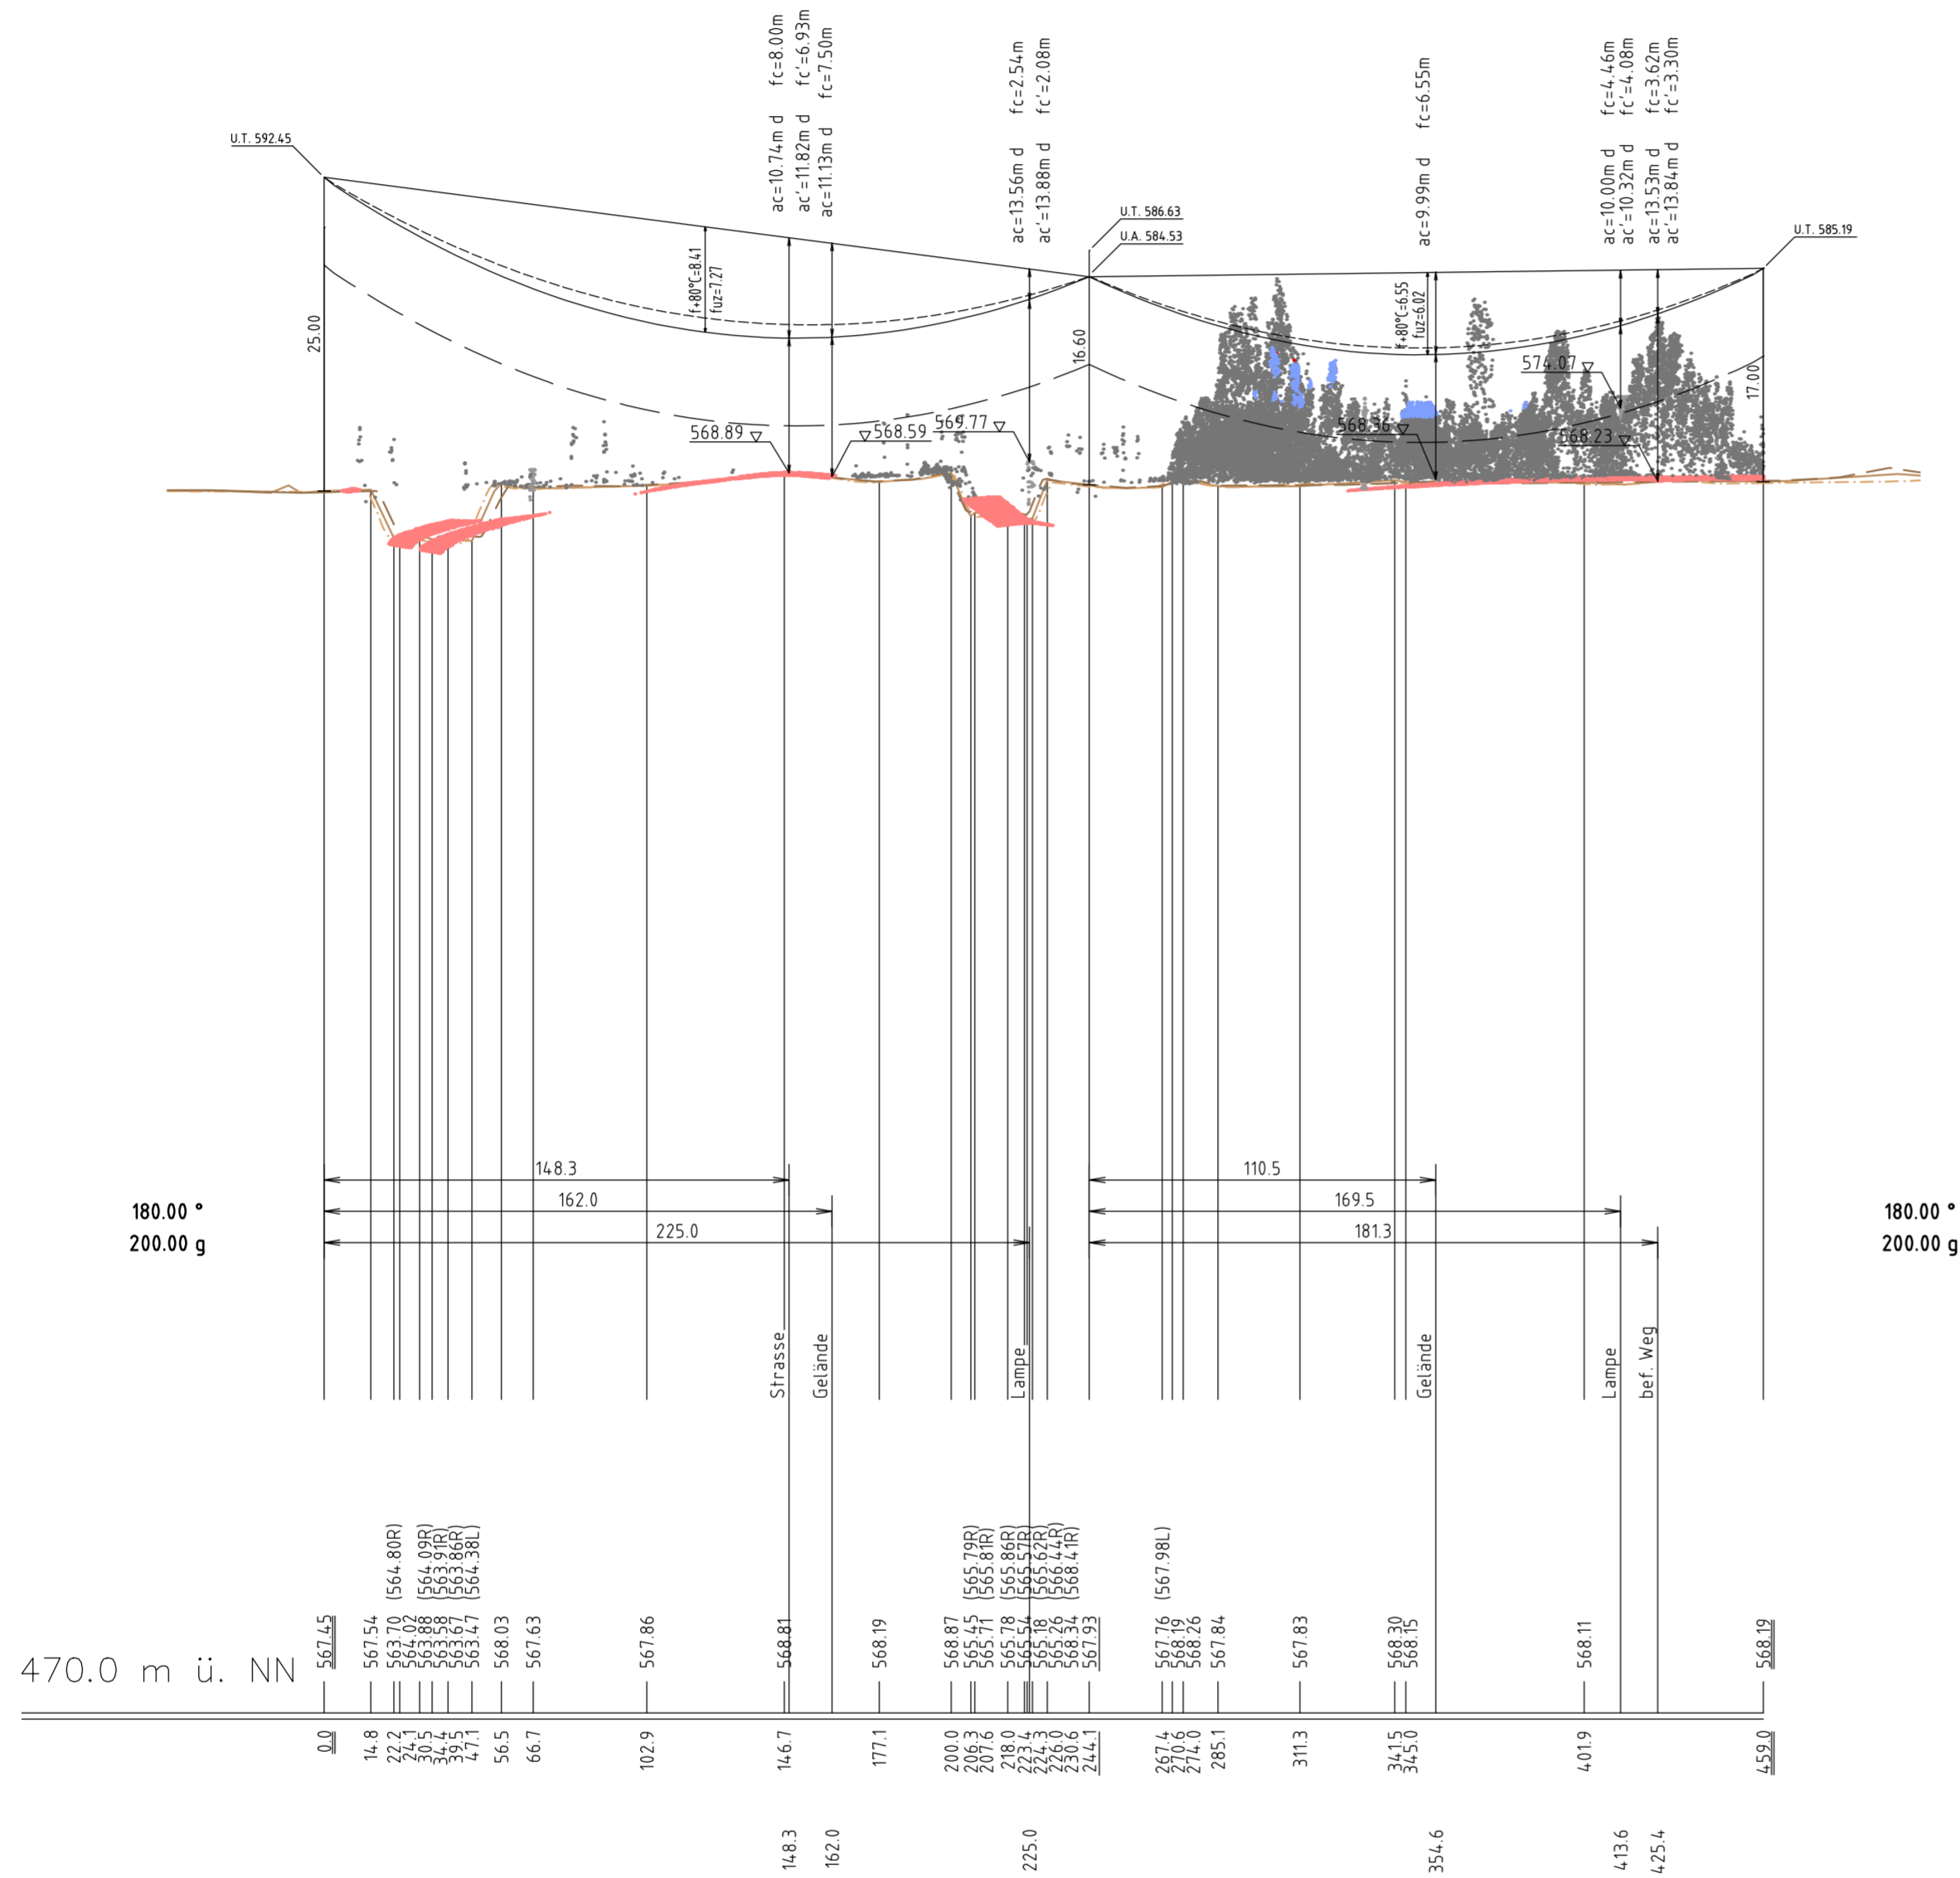 ac=10.74m d fc=8.00m
ac'=11.82m d fc'=6.93m
ac=11.13m d fc=7.50m
ac=13.56m d fc=2.54m
ac'=13.88m d fc'=2.08m
ac=9.99m d fc=6.55m
ac=10.00m d fc=4.46m
ac'=10.32m d fc'=4.08m
ac=13.53m d fc=3.62m
ac'=13.84m d fc'=3.30m
U.T. 592.45
U.T. 586.63
U.A. 584.53
U.T. 585.19
25.00
f+80°C=8.41
fuz=7.27
16.60
f+80°C=6.55
fuz=6.02
17.00
574.07
568.89
568.59
569.77
568.36
568.23
148.3
110.5
180.00 °
162.0
169.5
180.00 °
200.00 g
225.0
181.3
200.00 g
Strasse
Gelände
Lampe
Gelände
Lampe
bef. Weg
470.0 m ü. NN
567.45
567.54
563.70 (564.80R)
564.02
563.88 (564.09R)
563.58 (563.91R)
563.67 (563.86R)
563.47 (564.38L)
568.03
567.63
567.86
568.81
568.19
568.87
565.45 (565.79R)
565.71 (565.81R)
565.78 (565.86R)
565.54 (565.57R)
565.18 (565.62R)
565.26 (566.44R)
568.34 (568.41R)
567.93
567.76 (567.98L)
568.19
568.26
567.84
567.83
568.30
568.15
568.11
568.19
0.0
14.8
22.2
24.1
30.5
34.4
39.5
47.1
56.5
66.7
102.9
146.7
177.1
200.0
206.3
207.6
218.0
223.4
224.3
226.0
230.6
244.1
267.4
270.6
274.0
285.1
311.3
341.5
345.0
401.9
459.0
148.3
162.0
225.0
354.6
413.6
425.4